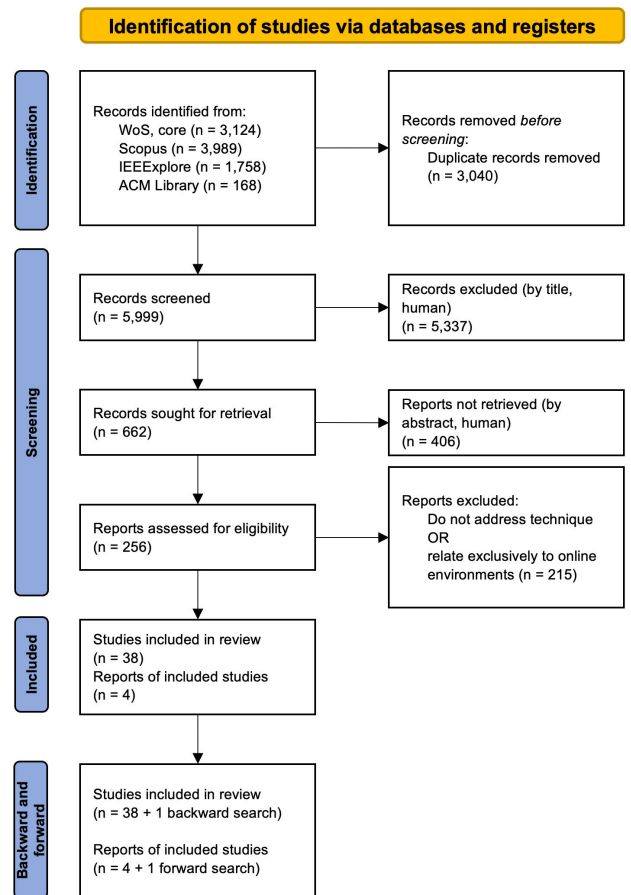 Identification of studies via databases and registers
Identification
Records identified from:
WoS, core (n = 3,124)
Scopus (n = 3,989)
IEEExplore (n = 1,758)
ACM Library (n = 168)
Records removed before
screening:
Duplicate records removed
(n = 3,040)
Screening
Records screened
(n = 5,999)
Records excluded (by title,
human)
(n = 5,337)
Records sought for retrieval
(n = 662)
Reports not retrieved (by
abstract, human)
(n = 406)
Reports assessed for eligibility
(n = 256)
Reports excluded:
Do not address technique
OR
relate exclusively to online
environments (n = 215)
Included
Studies included in review
(n = 38)
Reports of included studies
(n = 4)
Backward and
forward
Studies included in review
(n = 38 + 1 backward search)
Reports of included studies
(n = 4 + 1 forward search)